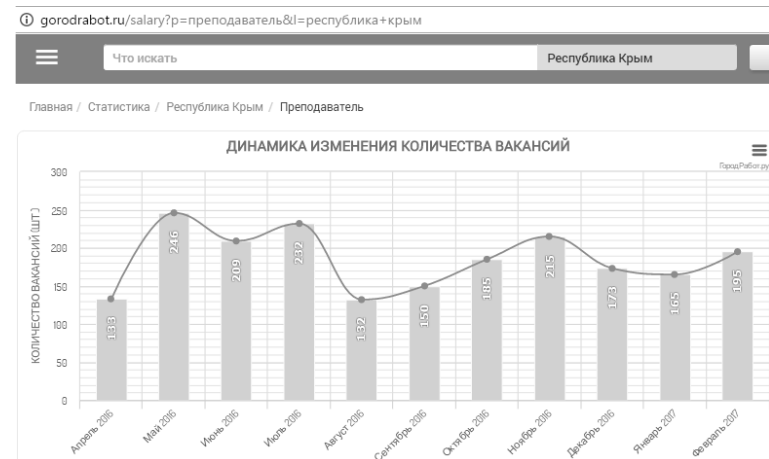 gorodrabot.ru/salary?p=преподаватель&l=республика+крым
Что искать
Республика Крым
Главная / Статистика / Республика Крым / Преподаватель
ДИНАМИКА ИЗМЕНЕНИЯ КОЛИЧЕСТВА ВАКАНСИЙ
ГородРабот.ру
КОЛИЧЕСТВО ВАКАНСИЙ (ШТ.)
300
250
200
150
100
50
0
133
246
209
232
132
150
185
215
173
165
195
Апрель 2016
Май 2016
Июнь 2016
Июль 2016
Август 2016
Сентябрь 2016
Октябрь 2016
Ноябрь 2016
Декабрь 2016
Январь 2017
Февраль 2017